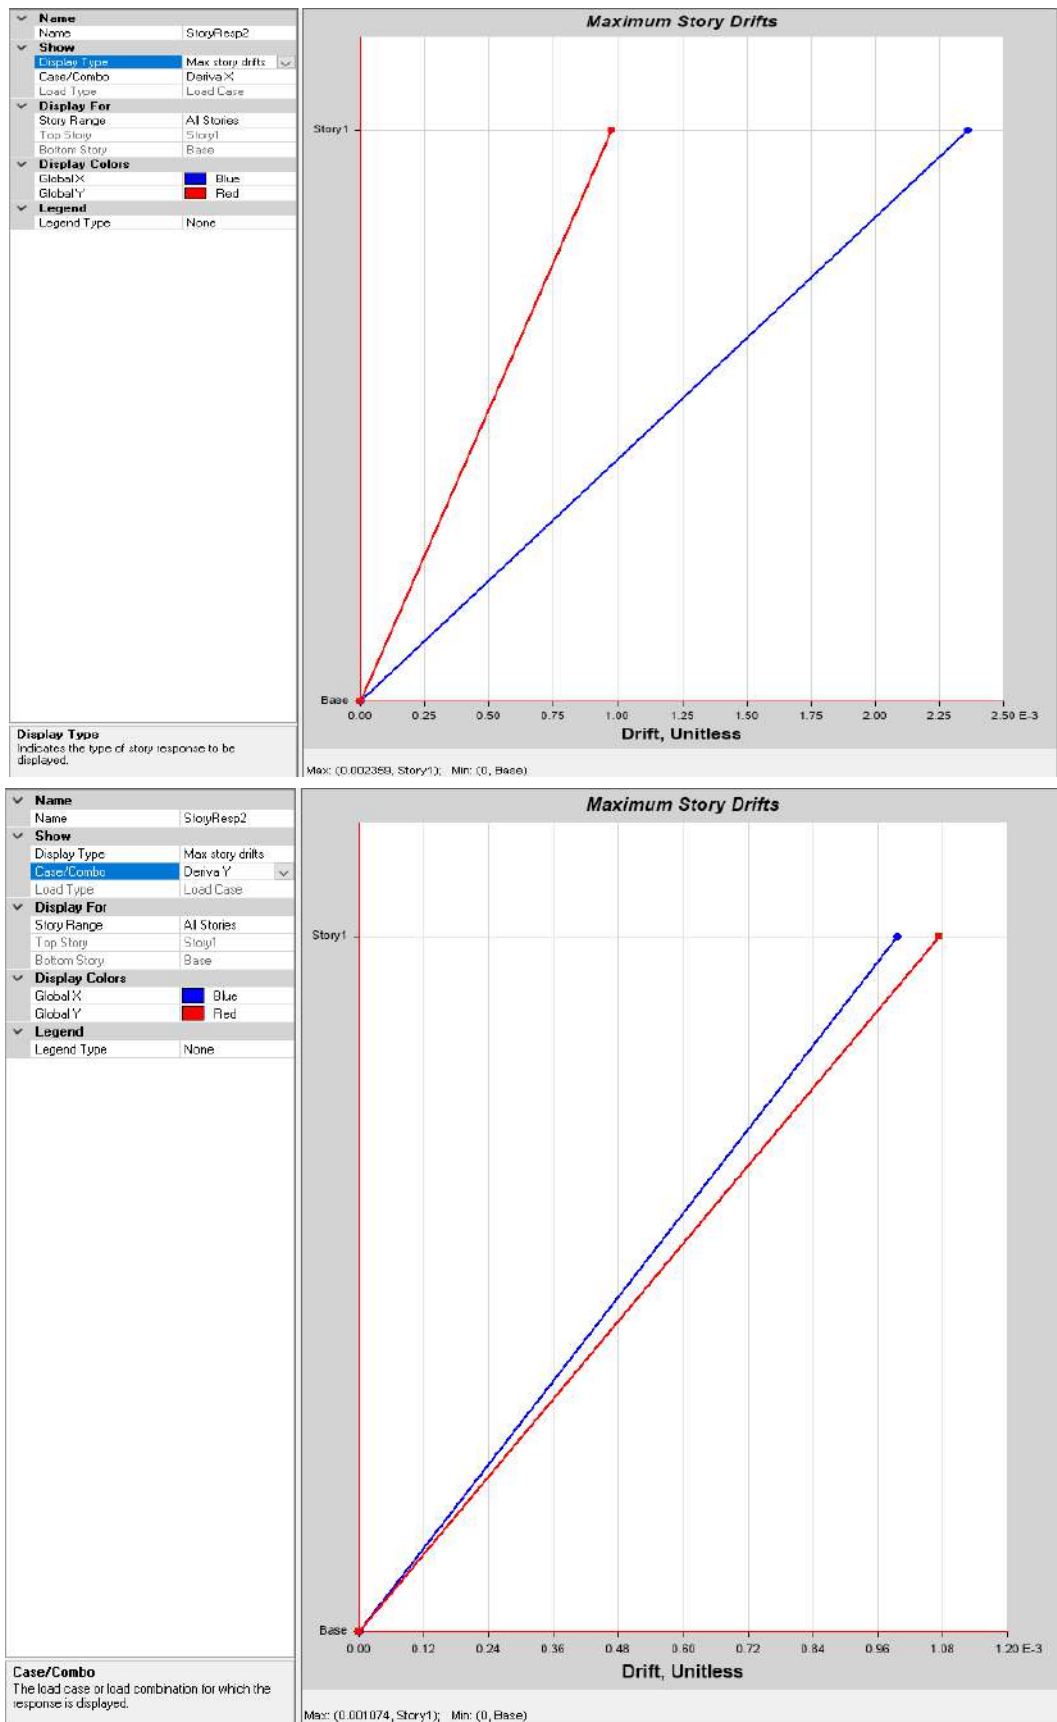 Name
Name StoryResp2
Show
Display Type Max story drifts
Case/Combo Deriva X
Load Type Load Case
Display For
Story Range All Stories
Top Story Story1
Bottom Story Base
Display Colors
Global X Blue
Global Y Red
Legend
Legend Type None
Display Type
Indicates the type of story response to be
displayed.
Maximum Story Drifts
Story1
Base
0.00 0.25 0.50 0.75 1.00 1.25 1.50 1.75 2.00 2.25 2.50 E-3
Drift, Unitless
Max: (0.002359, Story1); Min: (0, Base)
Name
Name StoryResp2
Show
Display Type Max story drifts
Case/Combo Deriva Y
Load Type Load Case
Display For
Story Range All Stories
Top Story Story1
Bottom Story Base
Display Colors
Global X Blue
Global Y Red
Legend
Legend Type None
Case/Combo
The load case or load combination for which the
response is displayed.
Maximum Story Drifts
Story1
Base
0.00 0.12 0.24 0.36 0.48 0.60 0.72 0.84 0.96 1.08 1.20 E-3
Drift, Unitless
Max: (0.001074, Story1); Min: (0, Base)